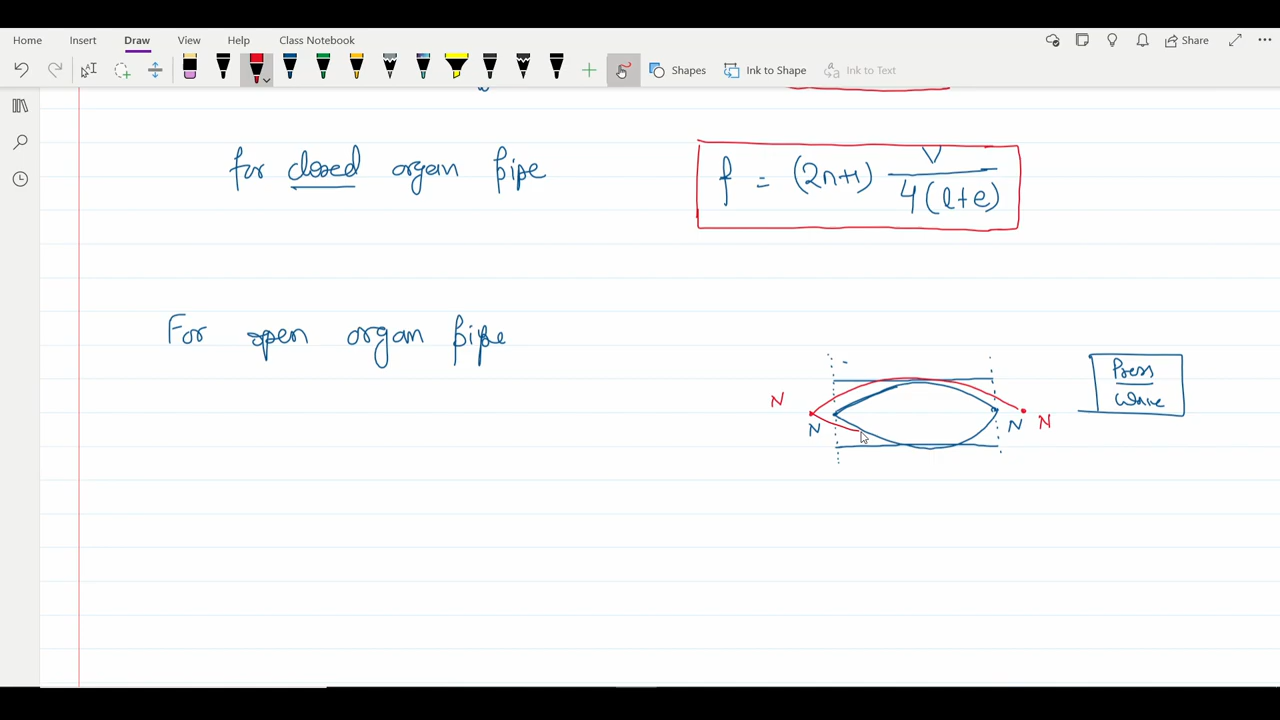 Home Insert Draw View Help Class Notebook Share
Shapes Ink to Shape Ink to Text
for closed organ pipe
f = (2n+1) V / 4(l+e)
For open organ pipe
Press
wave
N N
N N